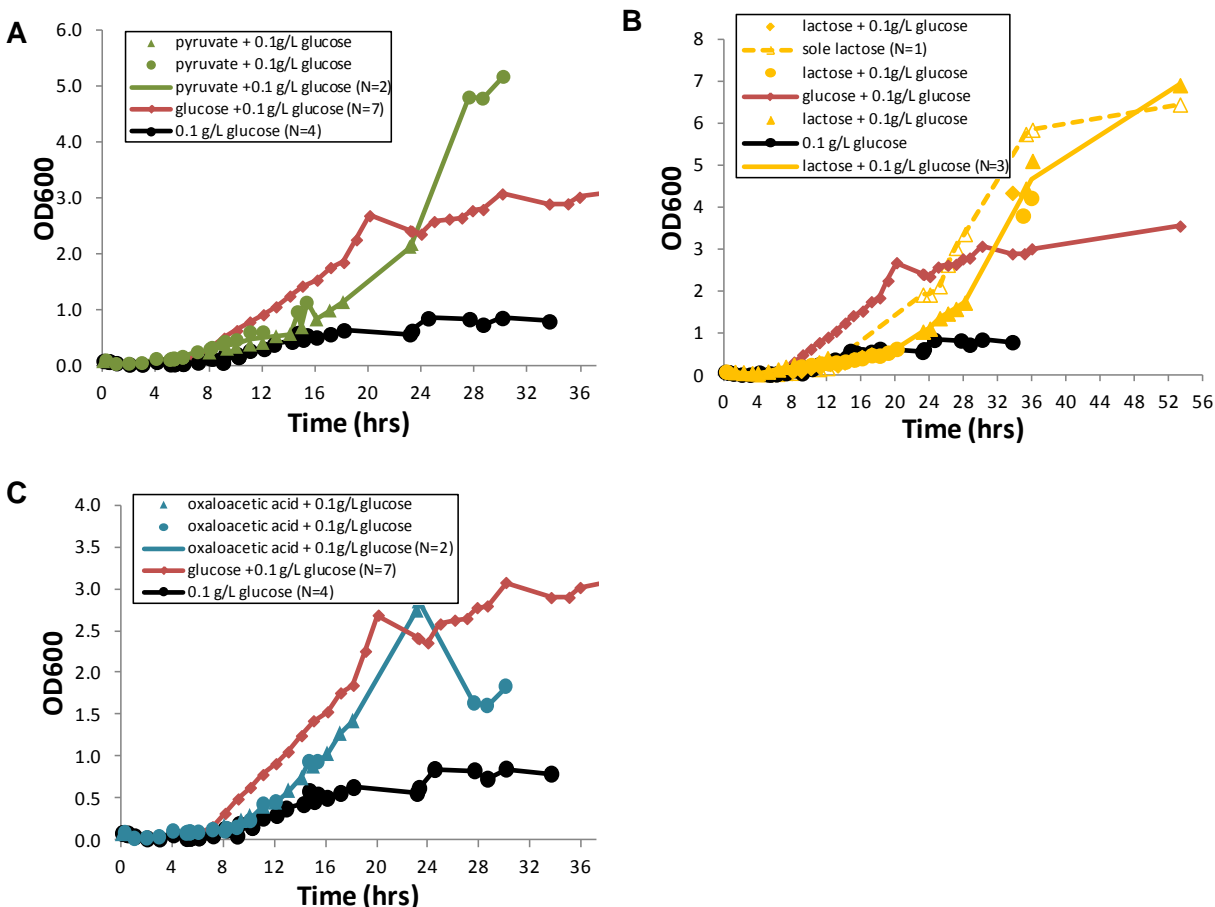 A
6.0
5.0
4.0
3.0
2.0
1.0
0.0
OD600
pyruvate + 0.1g/L glucose
pyruvate + 0.1g/L glucose
pyruvate +0.1 g/L glucose (N=2)
glucose +0.1g/L glucose (N=7)
0.1 g/L glucose (N=4)
0 4 8 12 16 20 24 28 32 36
Time (hrs)
B
8
7
6
5
4
3
2
1
0
OD600
lactose + 0.1g/L glucose
sole lactose (N=1)
lactose + 0.1g/L glucose
glucose + 0.1g/L glucose
lactose + 0.1g/L glucose
0.1 g/L glucose
lactose + 0.1g/L glucose (N=3)
0 4 8 12 16 20 24 28 32 36 40 44 48 52 56
Time (hrs)
C
4.0
3.5
3.0
2.5
2.0
1.5
1.0
0.5
0.0
OD600
oxaloacetic acid + 0.1g/L glucose
oxaloacetic acid + 0.1g/L glucose
oxaloacetic acid + 0.1g/L glucose (N=2)
glucose +0.1g/L glucose (N=7)
0.1 g/L glucose (N=4)
0 4 8 12 16 20 24 28 32 36
Time (hrs)